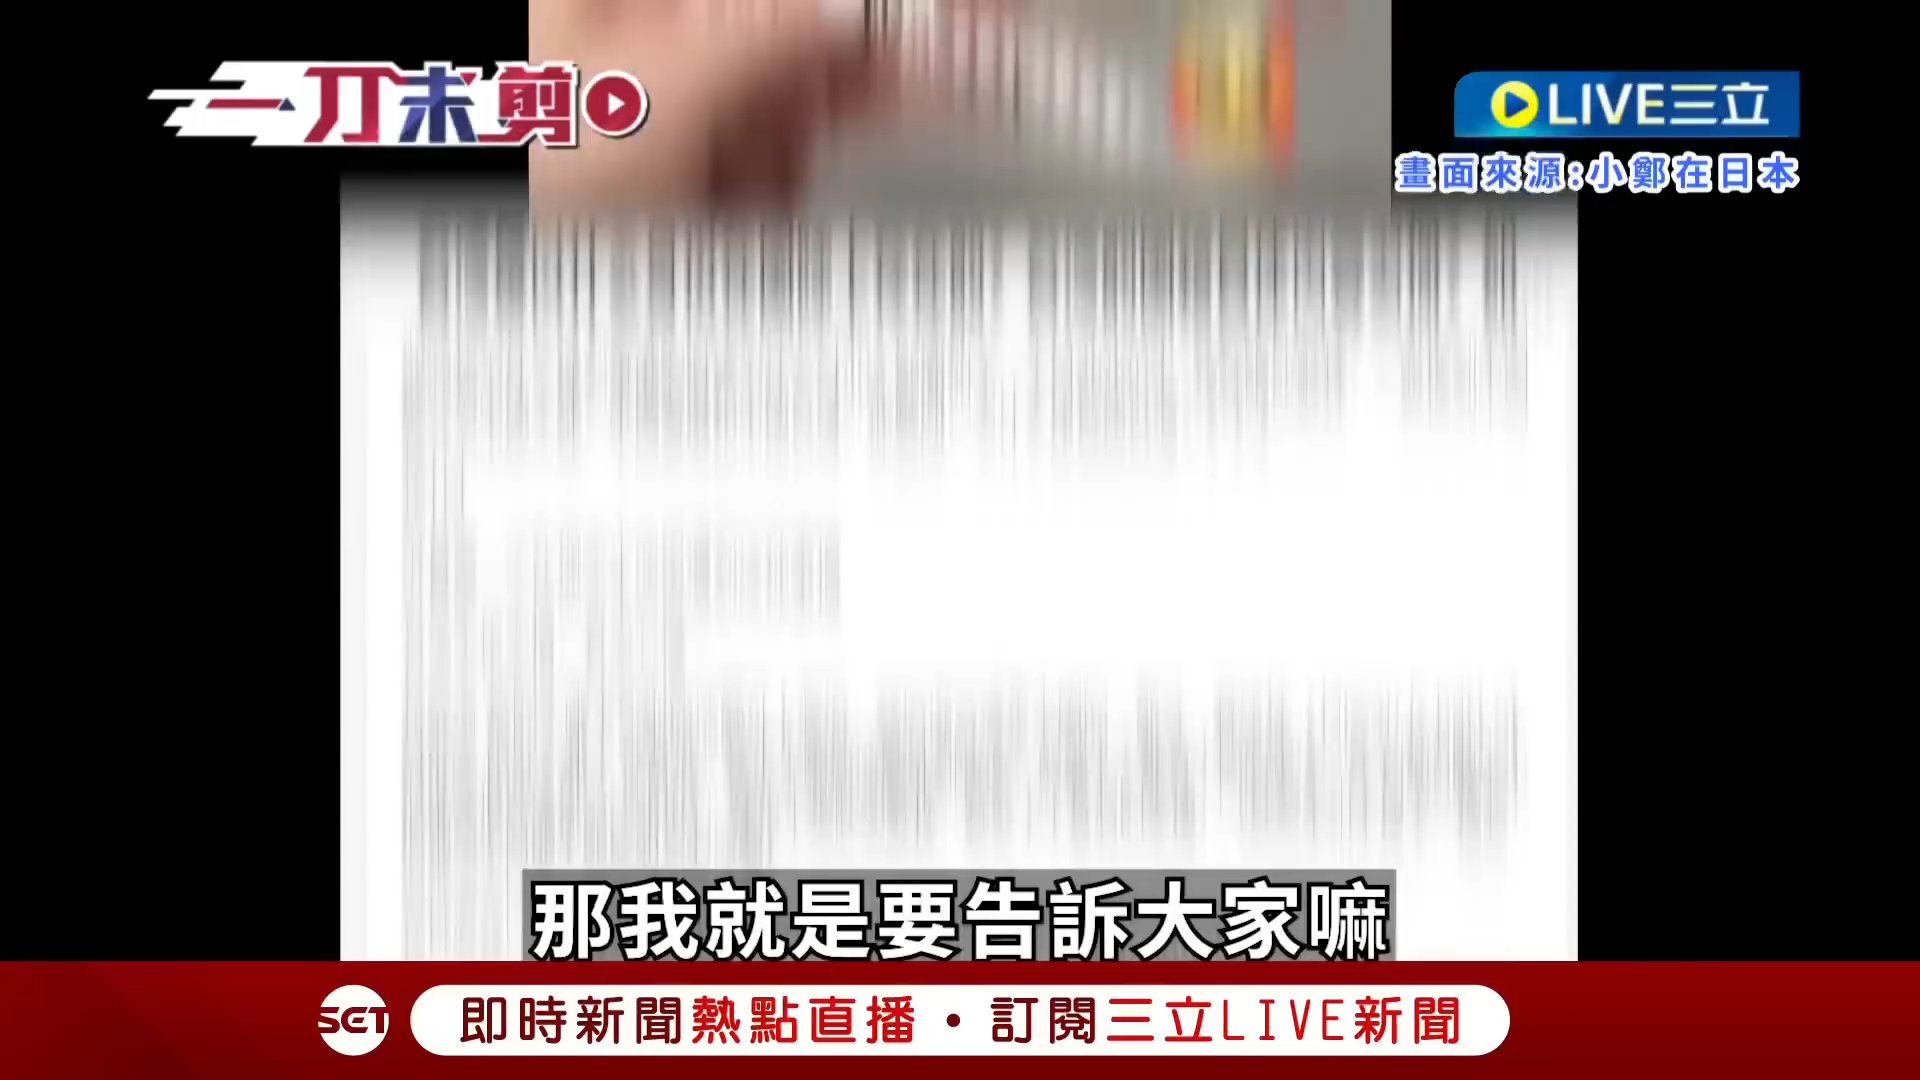 一刀未剪
LIVE三立
畫面來源:小鄭在日本
那我就是要告訴大家嘛
SET
即時新聞熱點直播•訂閱三立LIVE新聞